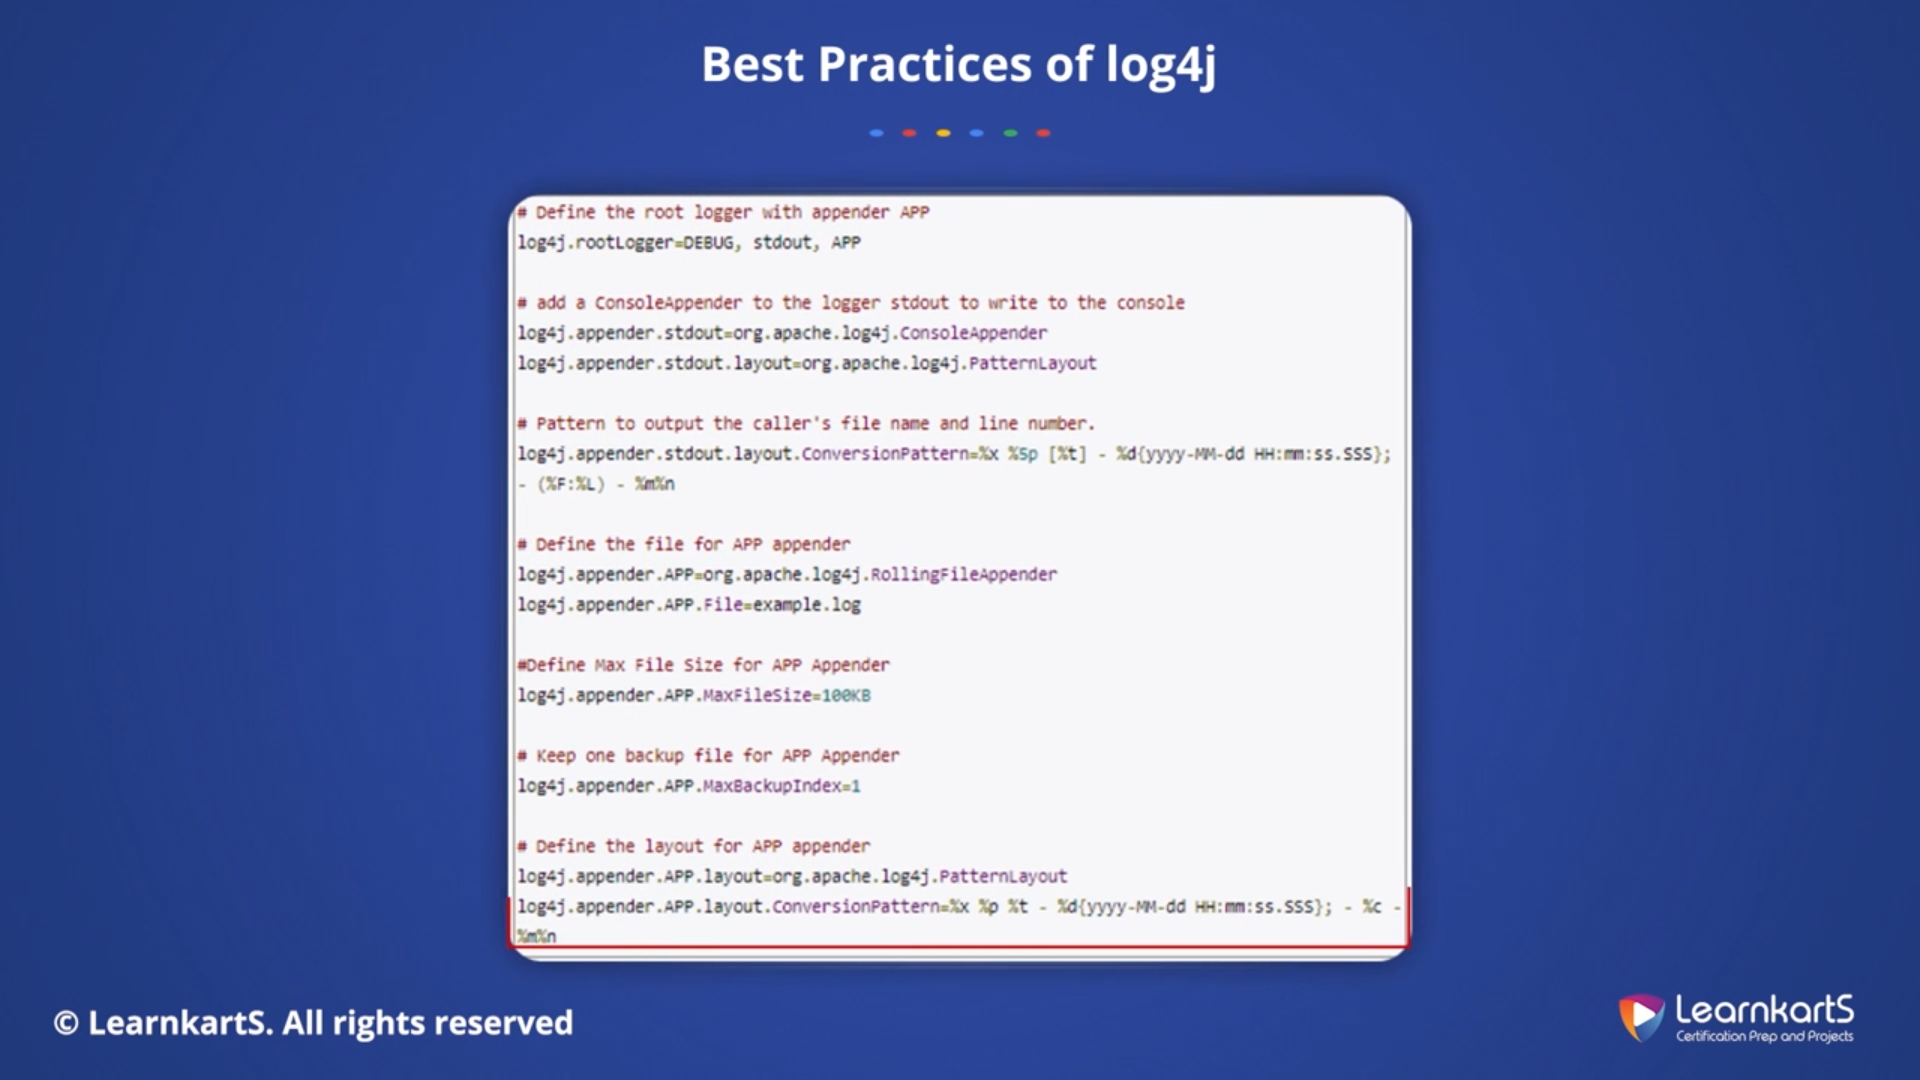 Best Practices of log4j
# Define the root logger with appender APP
log4j.rootLogger=DEBUG, stdout, APP
# add a ConsoleAppender to the logger stdout to write to the console
log4j.appender.stdout=org.apache.log4j.ConsoleAppender
log4j.appender.stdout.layout=org.apache.log4j.PatternLayout
# Pattern to output the caller's file name and line number.
log4j.appender.stdout.layout.ConversionPattern=%x %5p [%t] - %d{yyyy-MM-dd HH:mm:ss.SSS};
- (%F:%L) - %m%n
# Define the file for APP appender
log4j.appender.APP=org.apache.log4j.RollingFileAppender
log4j.appender.APP.File=example.log
#Define Max File Size for APP Appender
log4j.appender.APP.MaxFileSize=100KB
# Keep one backup file for APP Appender
log4j.appender.APP.MaxBackupIndex=1
# Define the layout for APP appender
log4j.appender.APP.layout=org.apache.log4j.PatternLayout
log4j.appender.APP.layout.ConversionPattern=%x %p %t - %d{yyyy-MM-dd HH:mm:ss.SSS}; - %c -
%m%n
© LearnkartS. All rights reserved
LearnkartS
Certification Prep and Projects